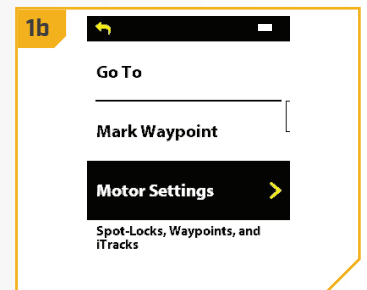 1b
Go To
Mark Waypoint
Motor Settings
Spot-Locks, Waypoints, and
iTracks